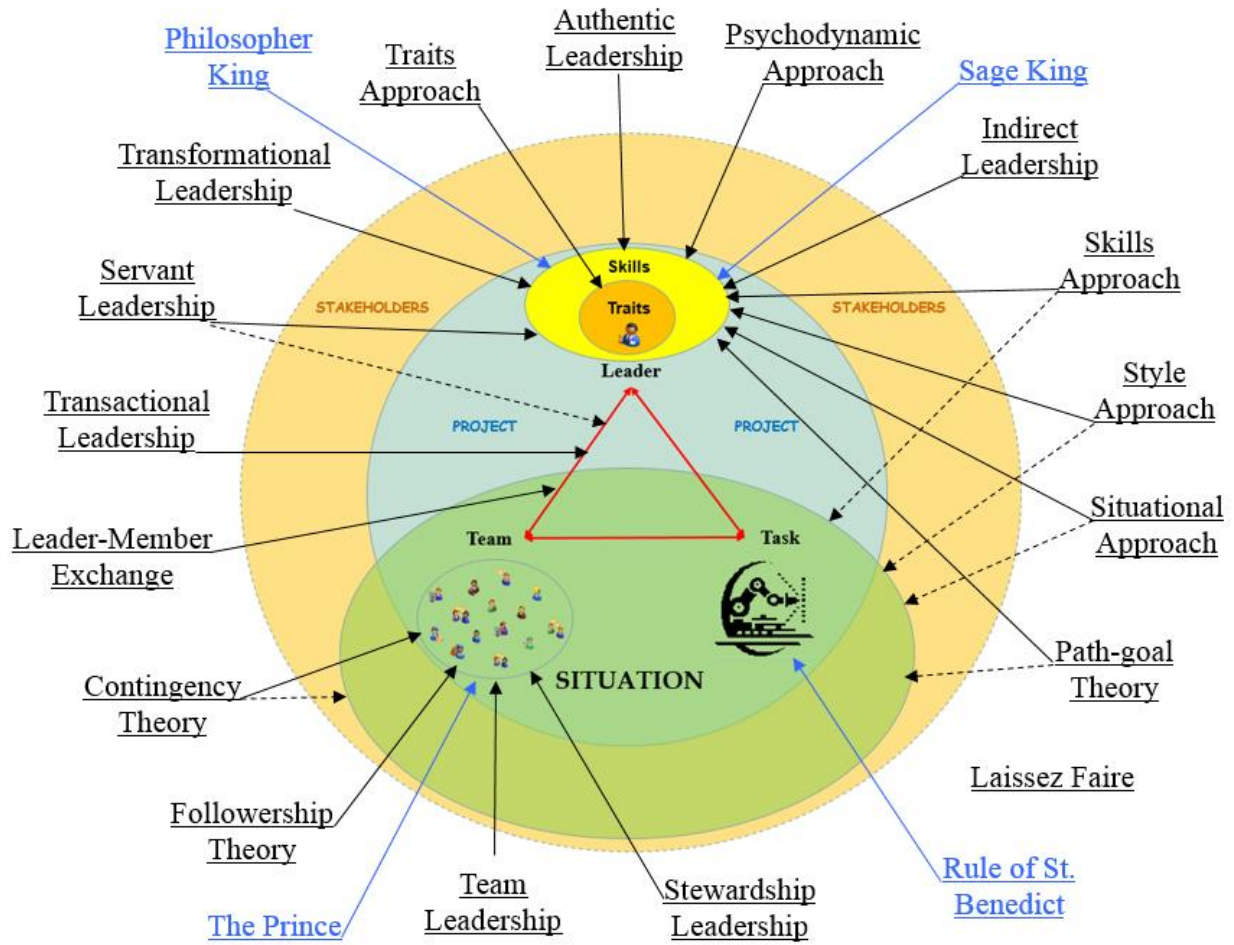 Philosopher
King
Traits
Approach
Authentic
Leadership
Psychodynamic
Approach
Sage King
Transformational
Leadership
Indirect
Leadership
Servant
Leadership
Skills
Approach
STAKEHOLDERS
Skills
STAKEHOLDERS
Traits
Leader
Transactional
Leadership
Style
Approach
PROJECT
PROJECT
Leader-Member
Exchange
Team
Task
Situational
Approach
SITUATION
Contingency
Theory
Path-goal
Theory
Laissez Faire
Followership
Theory
Team
Leadership
Stewardship
Leadership
Rule of St.
Benedict
The Prince